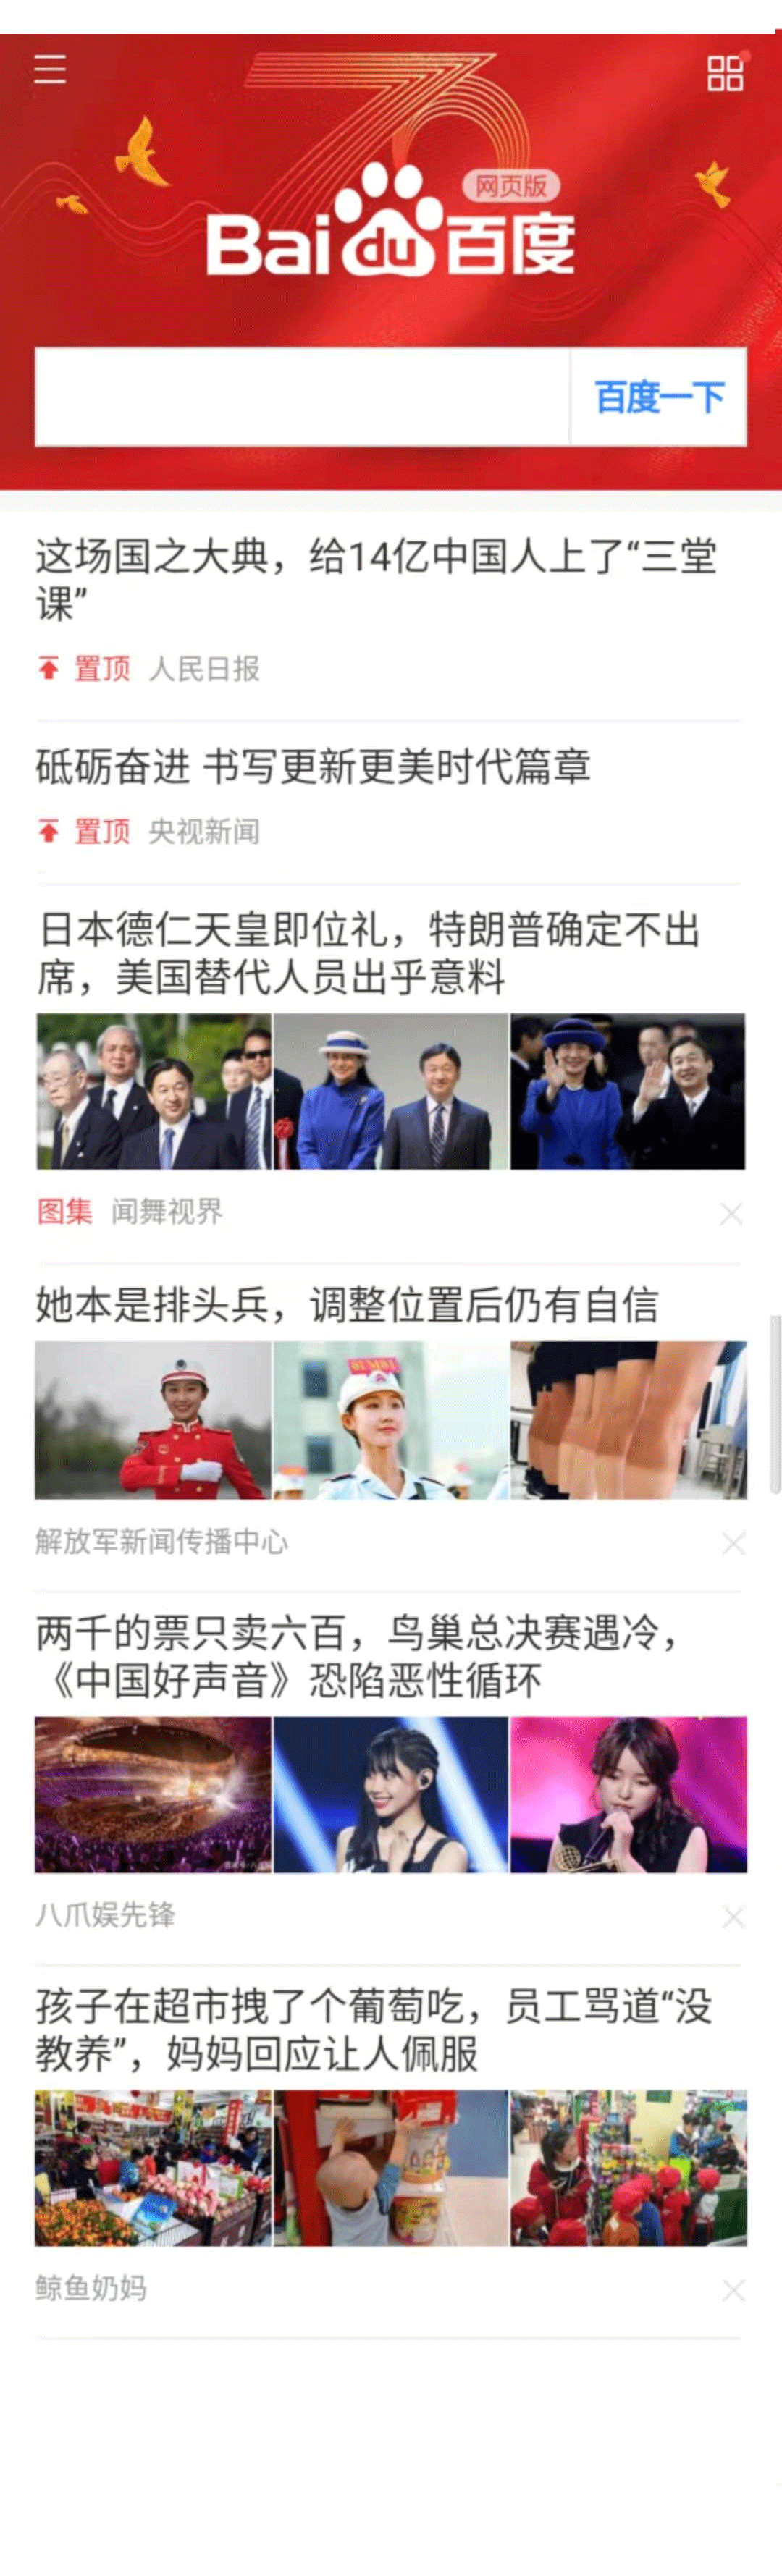 网页版
Bai du 百度
百度一下
这场国之大典，给14亿中国人上了“三堂
课”
置顶 人民日报
砥砺奋进 书写更新更美时代篇章
置顶 央视新闻
日本德仁天皇即位礼，特朗普确定不出
席，美国替代人员出乎意料
图集 闻舞视界
她本是排头兵，调整位置后仍有自信
解放军新闻传播中心
两千的票只卖六百，鸟巢总决赛遇冷，
《中国好声音》恐陷恶性循环
八爪娱先锋
孩子在超市拽了个葡萄吃，员工骂道“没
教养”，妈妈回应让人佩服
鲸鱼奶妈